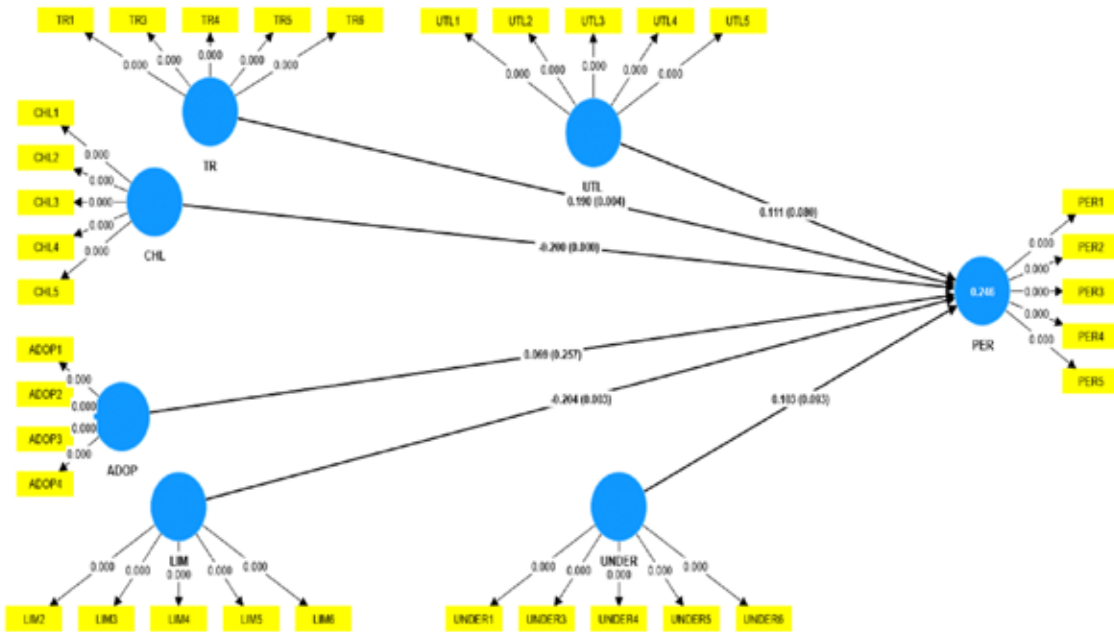 TR1 TR3 TR4 TR5 TR6 UTL1 UTL2 UTL3 UTL4 UTL5
0.000 0.000 0.000 0.000 0.000 0.000 0.000 0.000 0.000 0.000
TR
UTL
CHL1
CHL2
CHL3
CHL4
CHL5
0.000
0.000
0.000
0.000
0.000
CHL
0.190 (0.004)
0.111 (0.080)
-0.200 (0.000)
PER1
PER2
PER3
PER4
PER5
0.000
0.000
0.000
0.000
0.000
0.246
PER
ADOP1
ADOP2
ADOP3
ADOP4
0.000
0.000
0.000
0.000
ADOP
0.069 (0.257)
-0.204 (0.003)
0.103 (0.093)
LIM
UNDER
0.000 0.000 0.000 0.000 0.000 0.000 0.000 0.000 0.000 0.000
LIM2 LIM3 LIM4 LIM5 LIM6 UNDER1 UNDER3 UNDER4 UNDER5 UNDER6